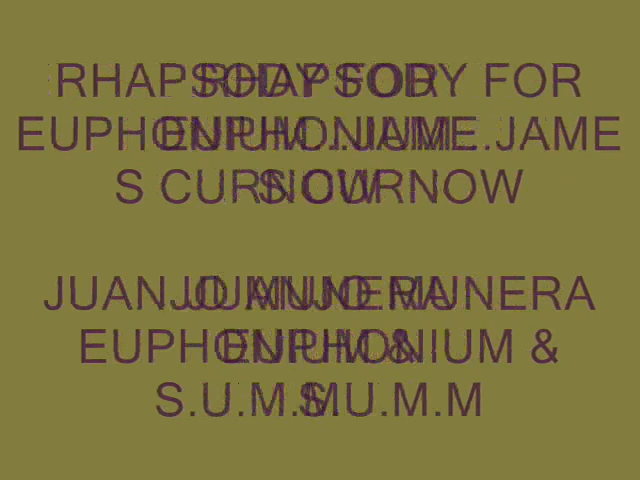 RHAPSODY FOR
EUPHONIUM...JAME
S CURNOW
JUANJO MUNERA
EUPHONIUM &
S.U.M.M